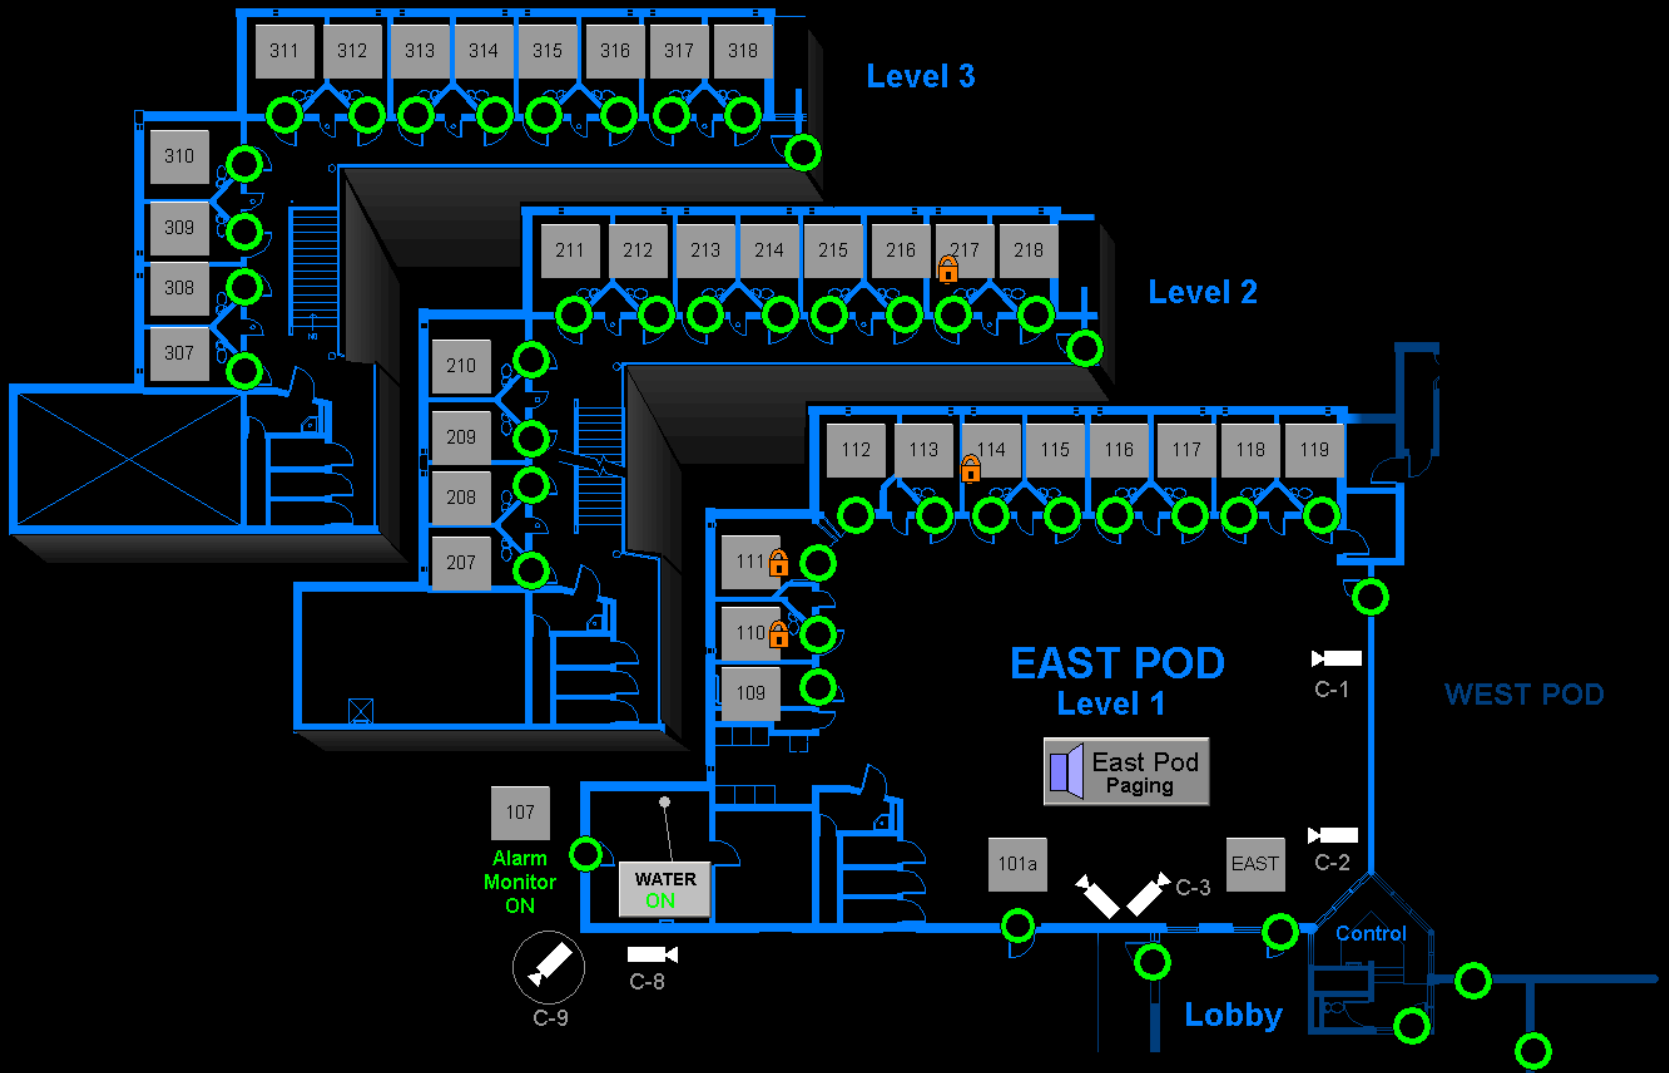 311 312 313 314 315 316 317 318
Level 3
310
309
308
307
211 212 213 214 215 216 217 218
Level 2
210
209
208
207
112 113 114 115 116 117 118 119
111
110
109
EAST POD
Level 1
C-1
WEST POD
East Pod
Paging
107
Alarm
Monitor
ON
WATER
ON
101a
EAST
C-2
C-3
Control
C-8
C-9
Lobby